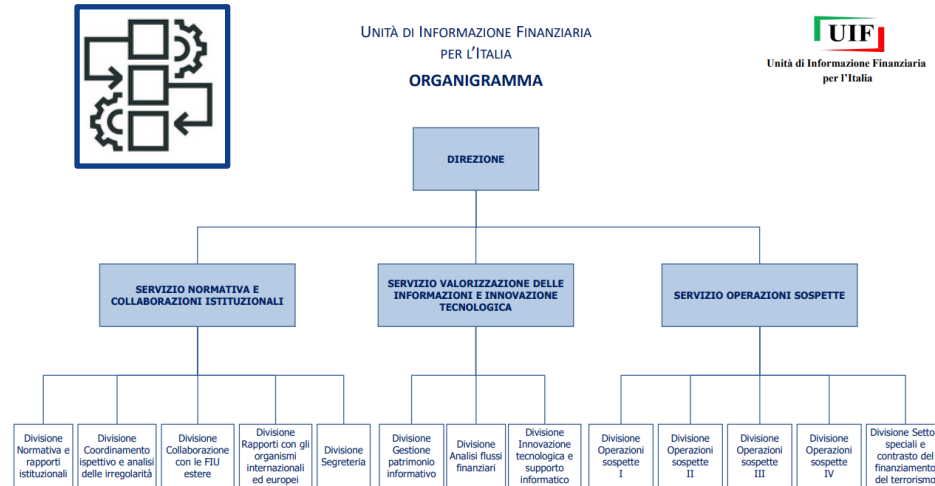 UNITÀ DI INFORMAZIONE FINANZIARIA
PER L'ITALIA
ORGANIGRAMMA
UIF
Unità di Informazione Finanziaria
per l'Italia
DIREZIONE
SERVIZIO NORMATIVA E
COLLABORAZIONI ISTITUZIONALI
SERVIZIO VALORIZZAZIONE DELLE
INFORMAZIONI E INNOVAZIONE
TECNOLOGICA
SERVIZIO OPERAZIONI SOSPETTE
Divisione
Normativa e
rapporti
istituzionali
Divisione
Coordinamento
ispettivo e analisi
delle irregolarità
Divisione
Collaborazione
con le FIU
estere
Divisione
Rapporti con gli
organismi
internazionali
ed europei
Divisione
Segreteria
Divisione
Gestione
patrimonio
informativo
Divisione
Analisi flussi
finanziari
Divisione
Innovazione
tecnologica e
supporto
informatico
Divisione
Operazioni
sospette
I
Divisione
Operazioni
sospette
II
Divisione
Operazioni
sospette
III
Divisione
Operazioni
sospette
IV
Divisione Setto
speciali e
contrasto del
finanziamento
del terrorismo